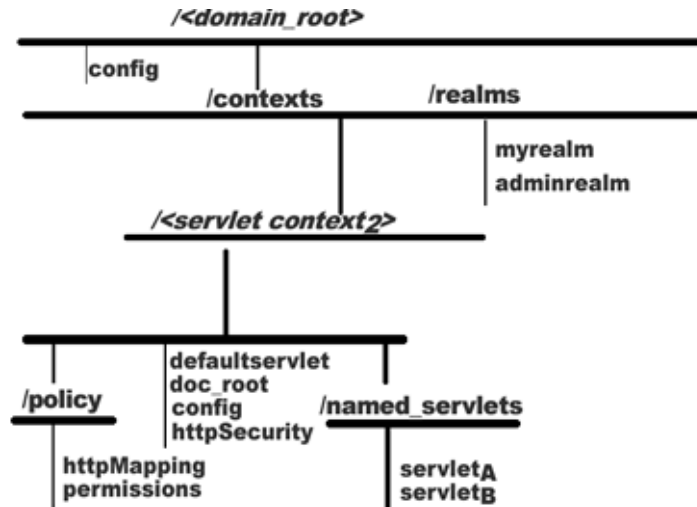 /<domain_root>
config
/contexts
/realms
myrealm
adminrealm
/<servlet context2>
defaultservlet
doc_root
config
httpSecurity
/policy
/named_servlets
httpMapping
permissions
servletA
servletB